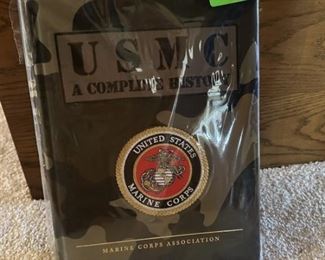 USMC
A COMPLETE HISTORY
UNITED STATES
MARINE CORPS
MARINE CORPS ASSOCIATION